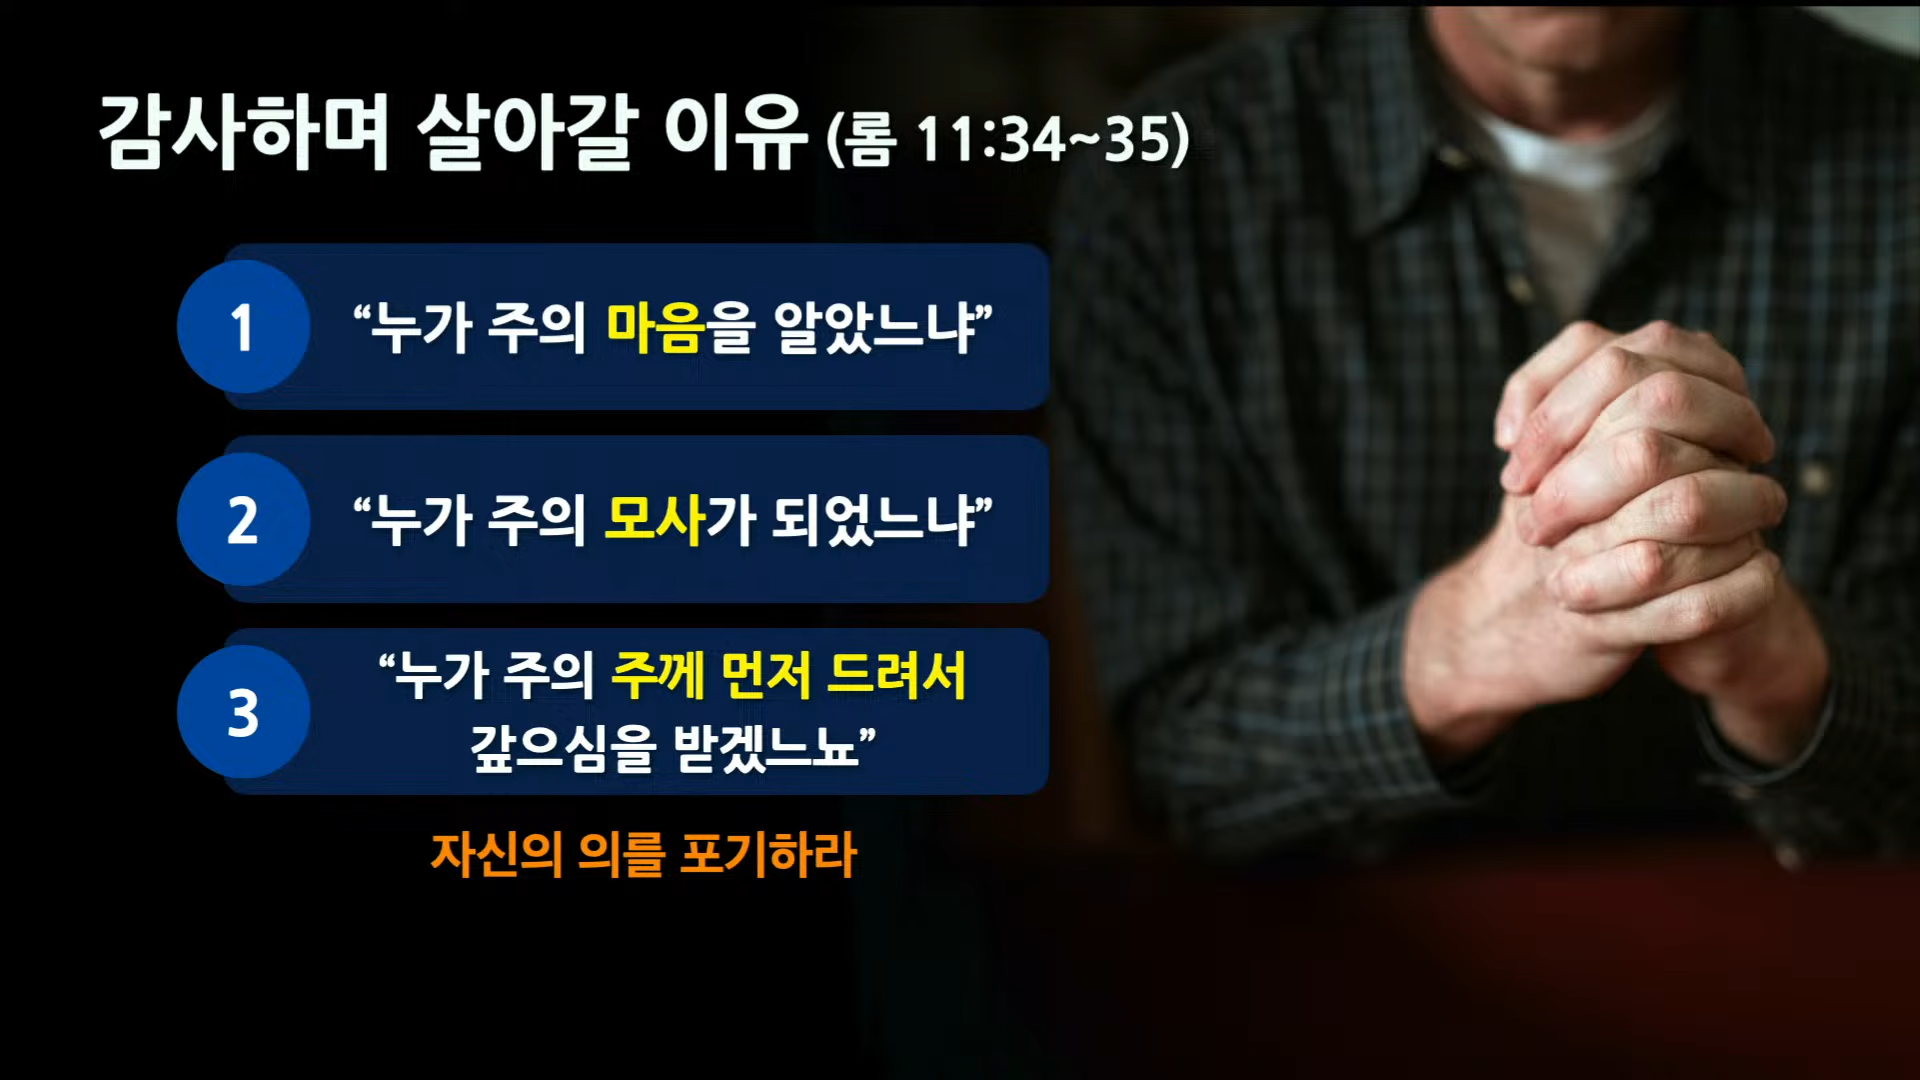 감사하며 살아갈 이유 (롬 11:34~35)
1 “누가 주의 마음을 알았느냐”
2 “누가 주의 모사가 되었느냐”
3 “누가 주의 주께 먼저 드려서
갚으심을 받겠느뇨”
자신의 의를 포기하라